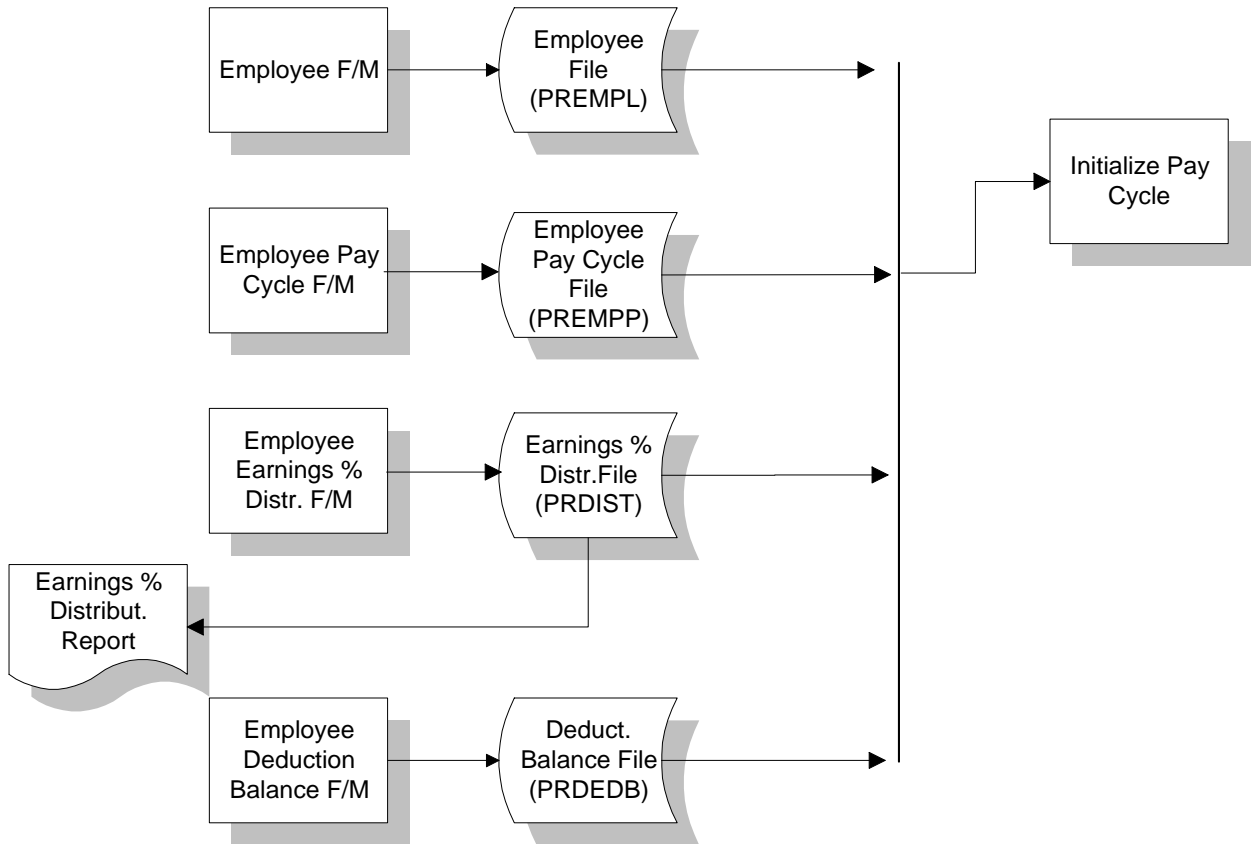 Employee F/M
Employee
File
(PREMPL)
Initialize Pay
Cycle
Employee Pay
Cycle F/M
Employee
Pay Cycle
File
(PREMPP)
Employee
Earnings %
Distr. F/M
Earnings %
Distr.File
(PRDIST)
Earnings %
Distribut.
Report
Employee
Deduction
Balance F/M
Deduct.
Balance File
(PRDEDB)